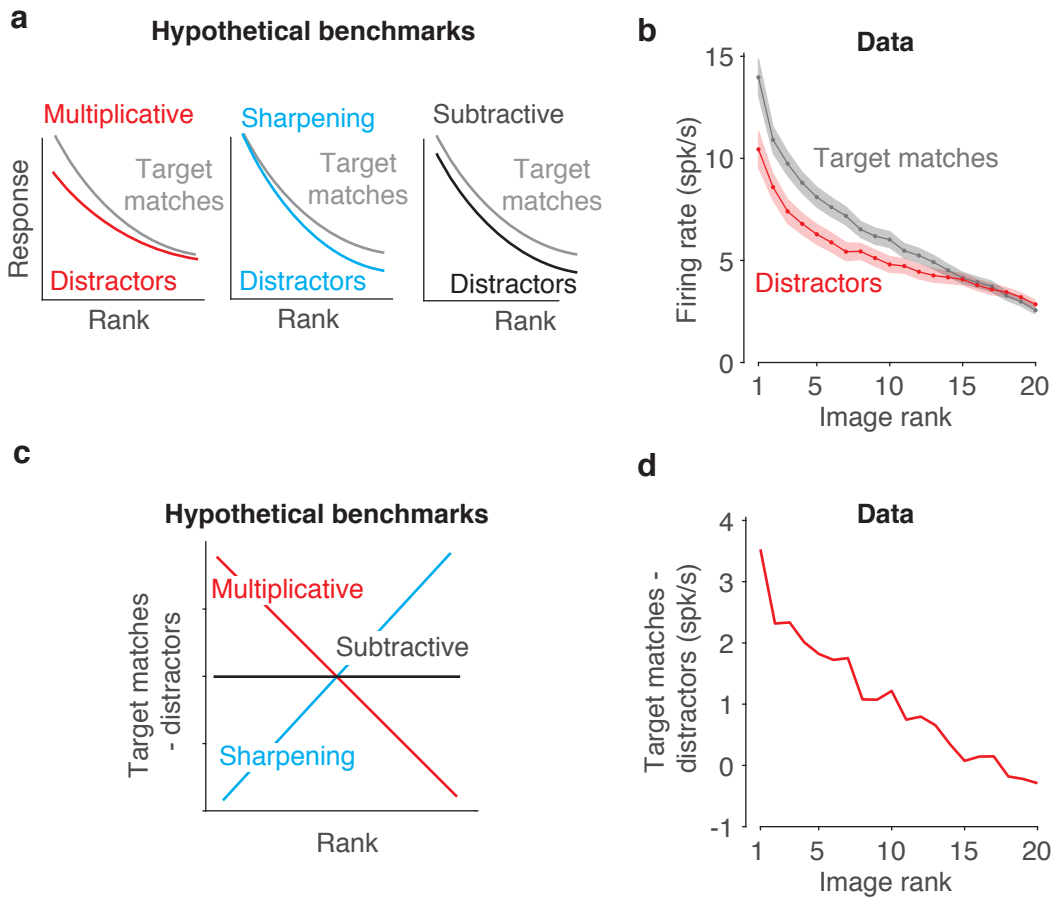 a
Hypothetical benchmarks
Multiplicative
Target
matches
Distractors
Response
Rank
Sharpening
Target
matches
Distractors
Rank
Subtractive
Target
matches
Distractors
Rank
b
Data
15
10
5
0
Firing rate (spk/s)
Target matches
Distractors
1
5
10
15
20
Image rank
c
Hypothetical benchmarks
Target matches
- distractors
Multiplicative
Subtractive
Sharpening
Rank
d
Data
4
3
2
1
0
-1
Target matches -
distractors (spk/s)
1
5
10
15
20
Image rank